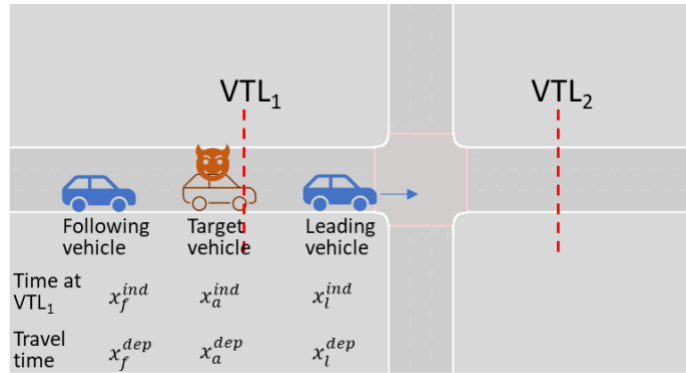 VTL₁ VTL₂
Following vehicle Target vehicle Leading vehicle
Time at VTL₁ x_f^{ind} x_a^{ind} x_l^{ind}
Travel time x_f^{dep} x_a^{dep} x_l^{dep}